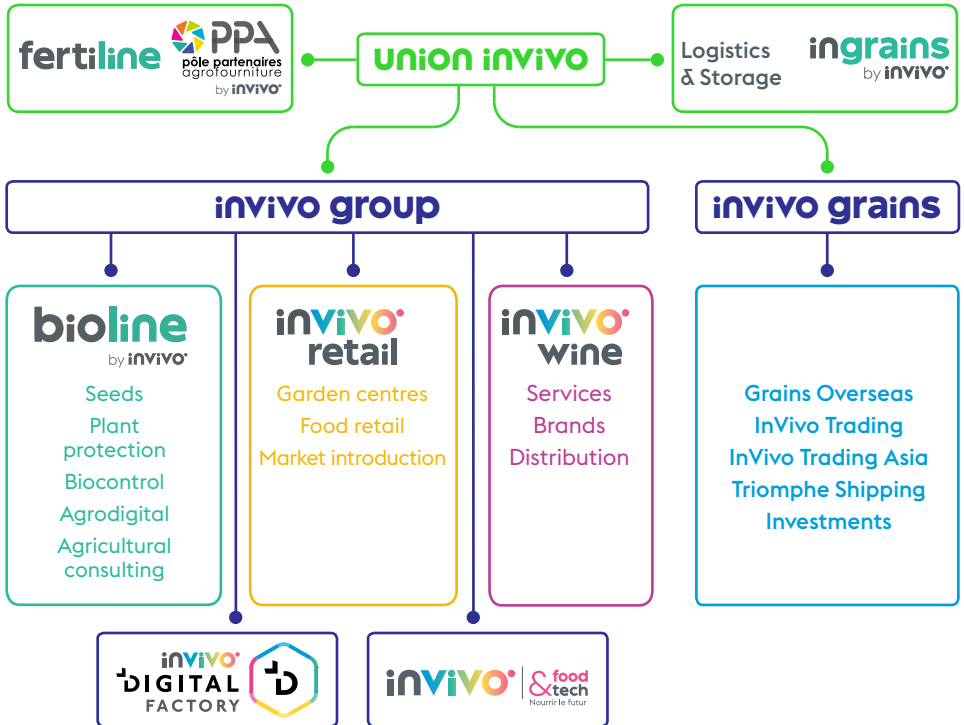 fertiline
PPA
pôle partenaires
agrofourniture
by invivo
union invivo
Logistics
& Storage
ingrains
by invivo
invivo group
invivo grains
bioline
by invivo
Seeds
Plant
protection
Biocontrol
Agrodigital
Agricultural
consulting
invivo
retail
Garden centres
Food retail
Market introduction
invivo
wine
Services
Brands
Distribution
Grains Overseas
InVivo Trading
InVivo Trading Asia
Triomphe Shipping
Investments
invivo
DIGITAL
FACTORY
D
invivo
&food
tech
Nourrir le futur